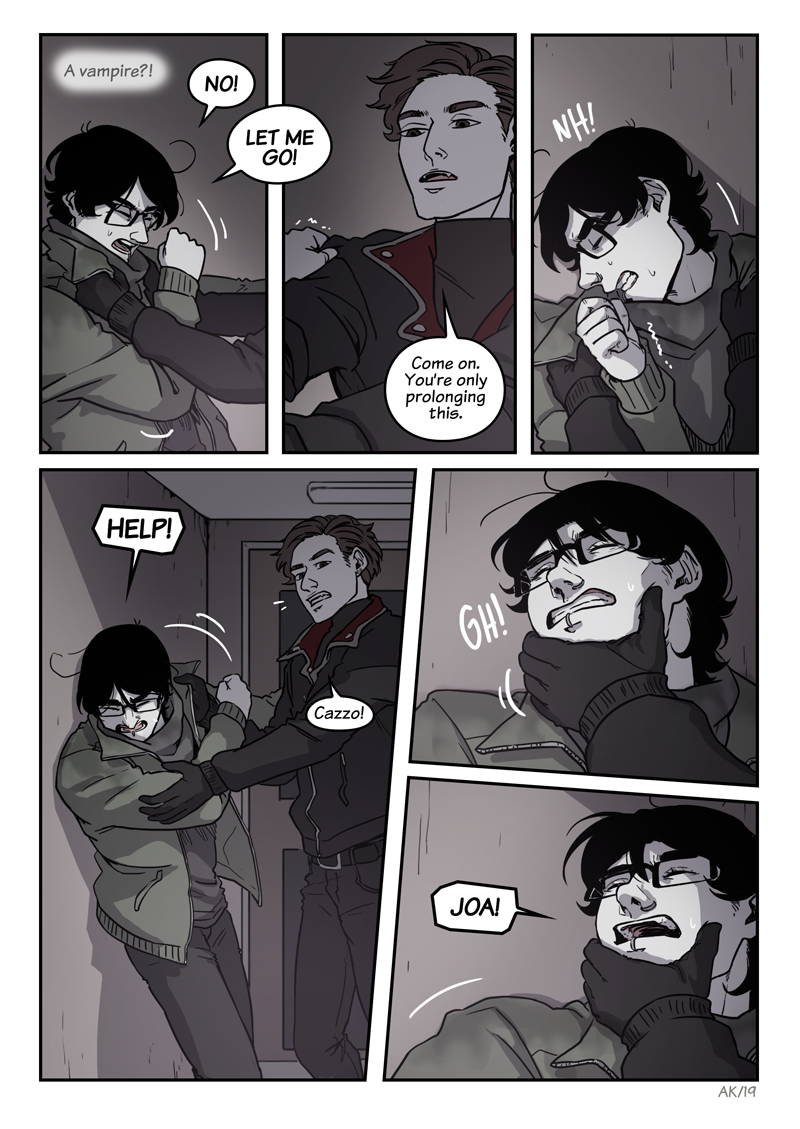 A vampire?!
NO!
LET ME
GO!
Come on.
You're only
prolonging
this.
NH!
HELP!
Cazzo!
GH!
JOA!
AK/19